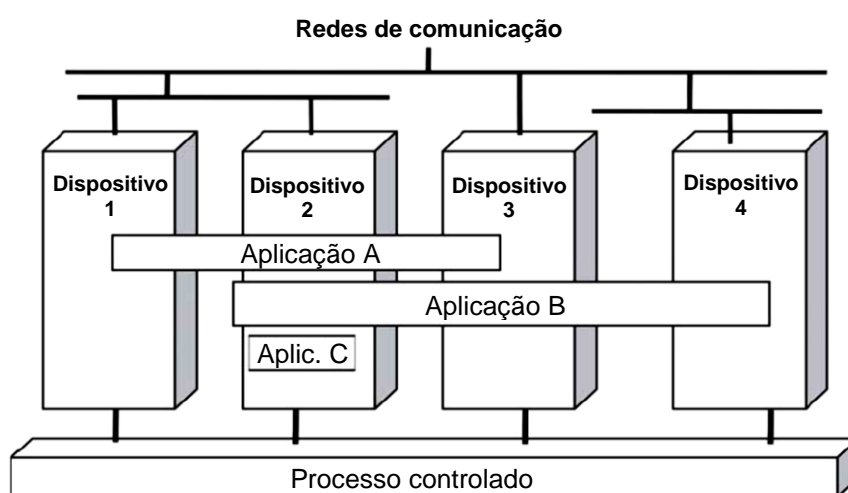 Redes de comunicação
Dispositivo
1
Dispositivo
2
Dispositivo
3
Dispositivo
4
Aplicação A
Aplicação B
Aplic. C
Processo controlado